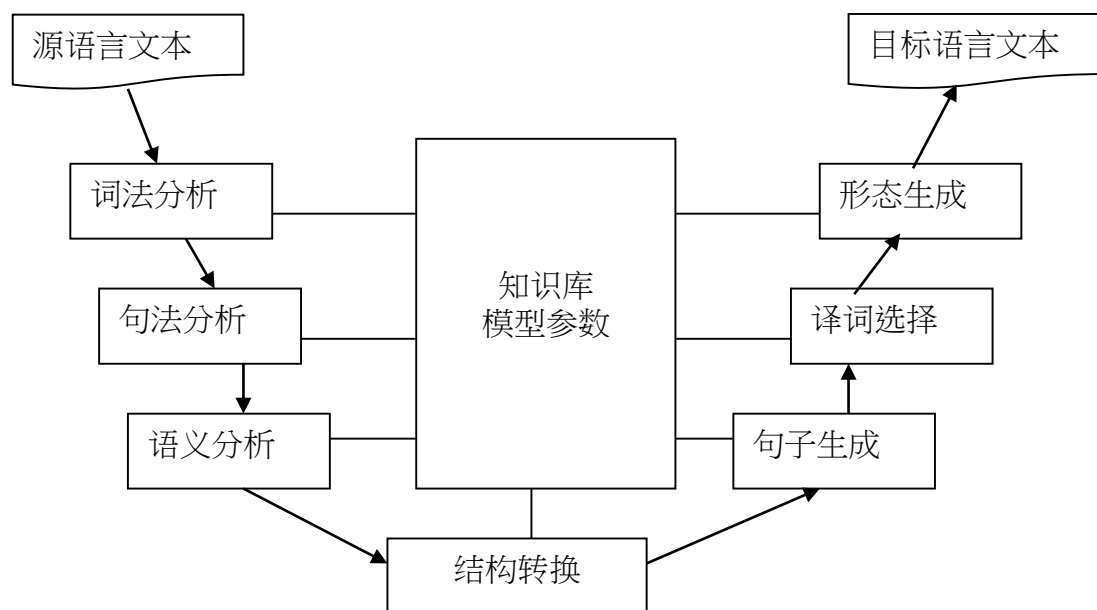 源语言文本
目标语言文本
词法分析
形态生成
知识库
模型参数
句法分析
译词选择
语义分析
句子生成
结构转换